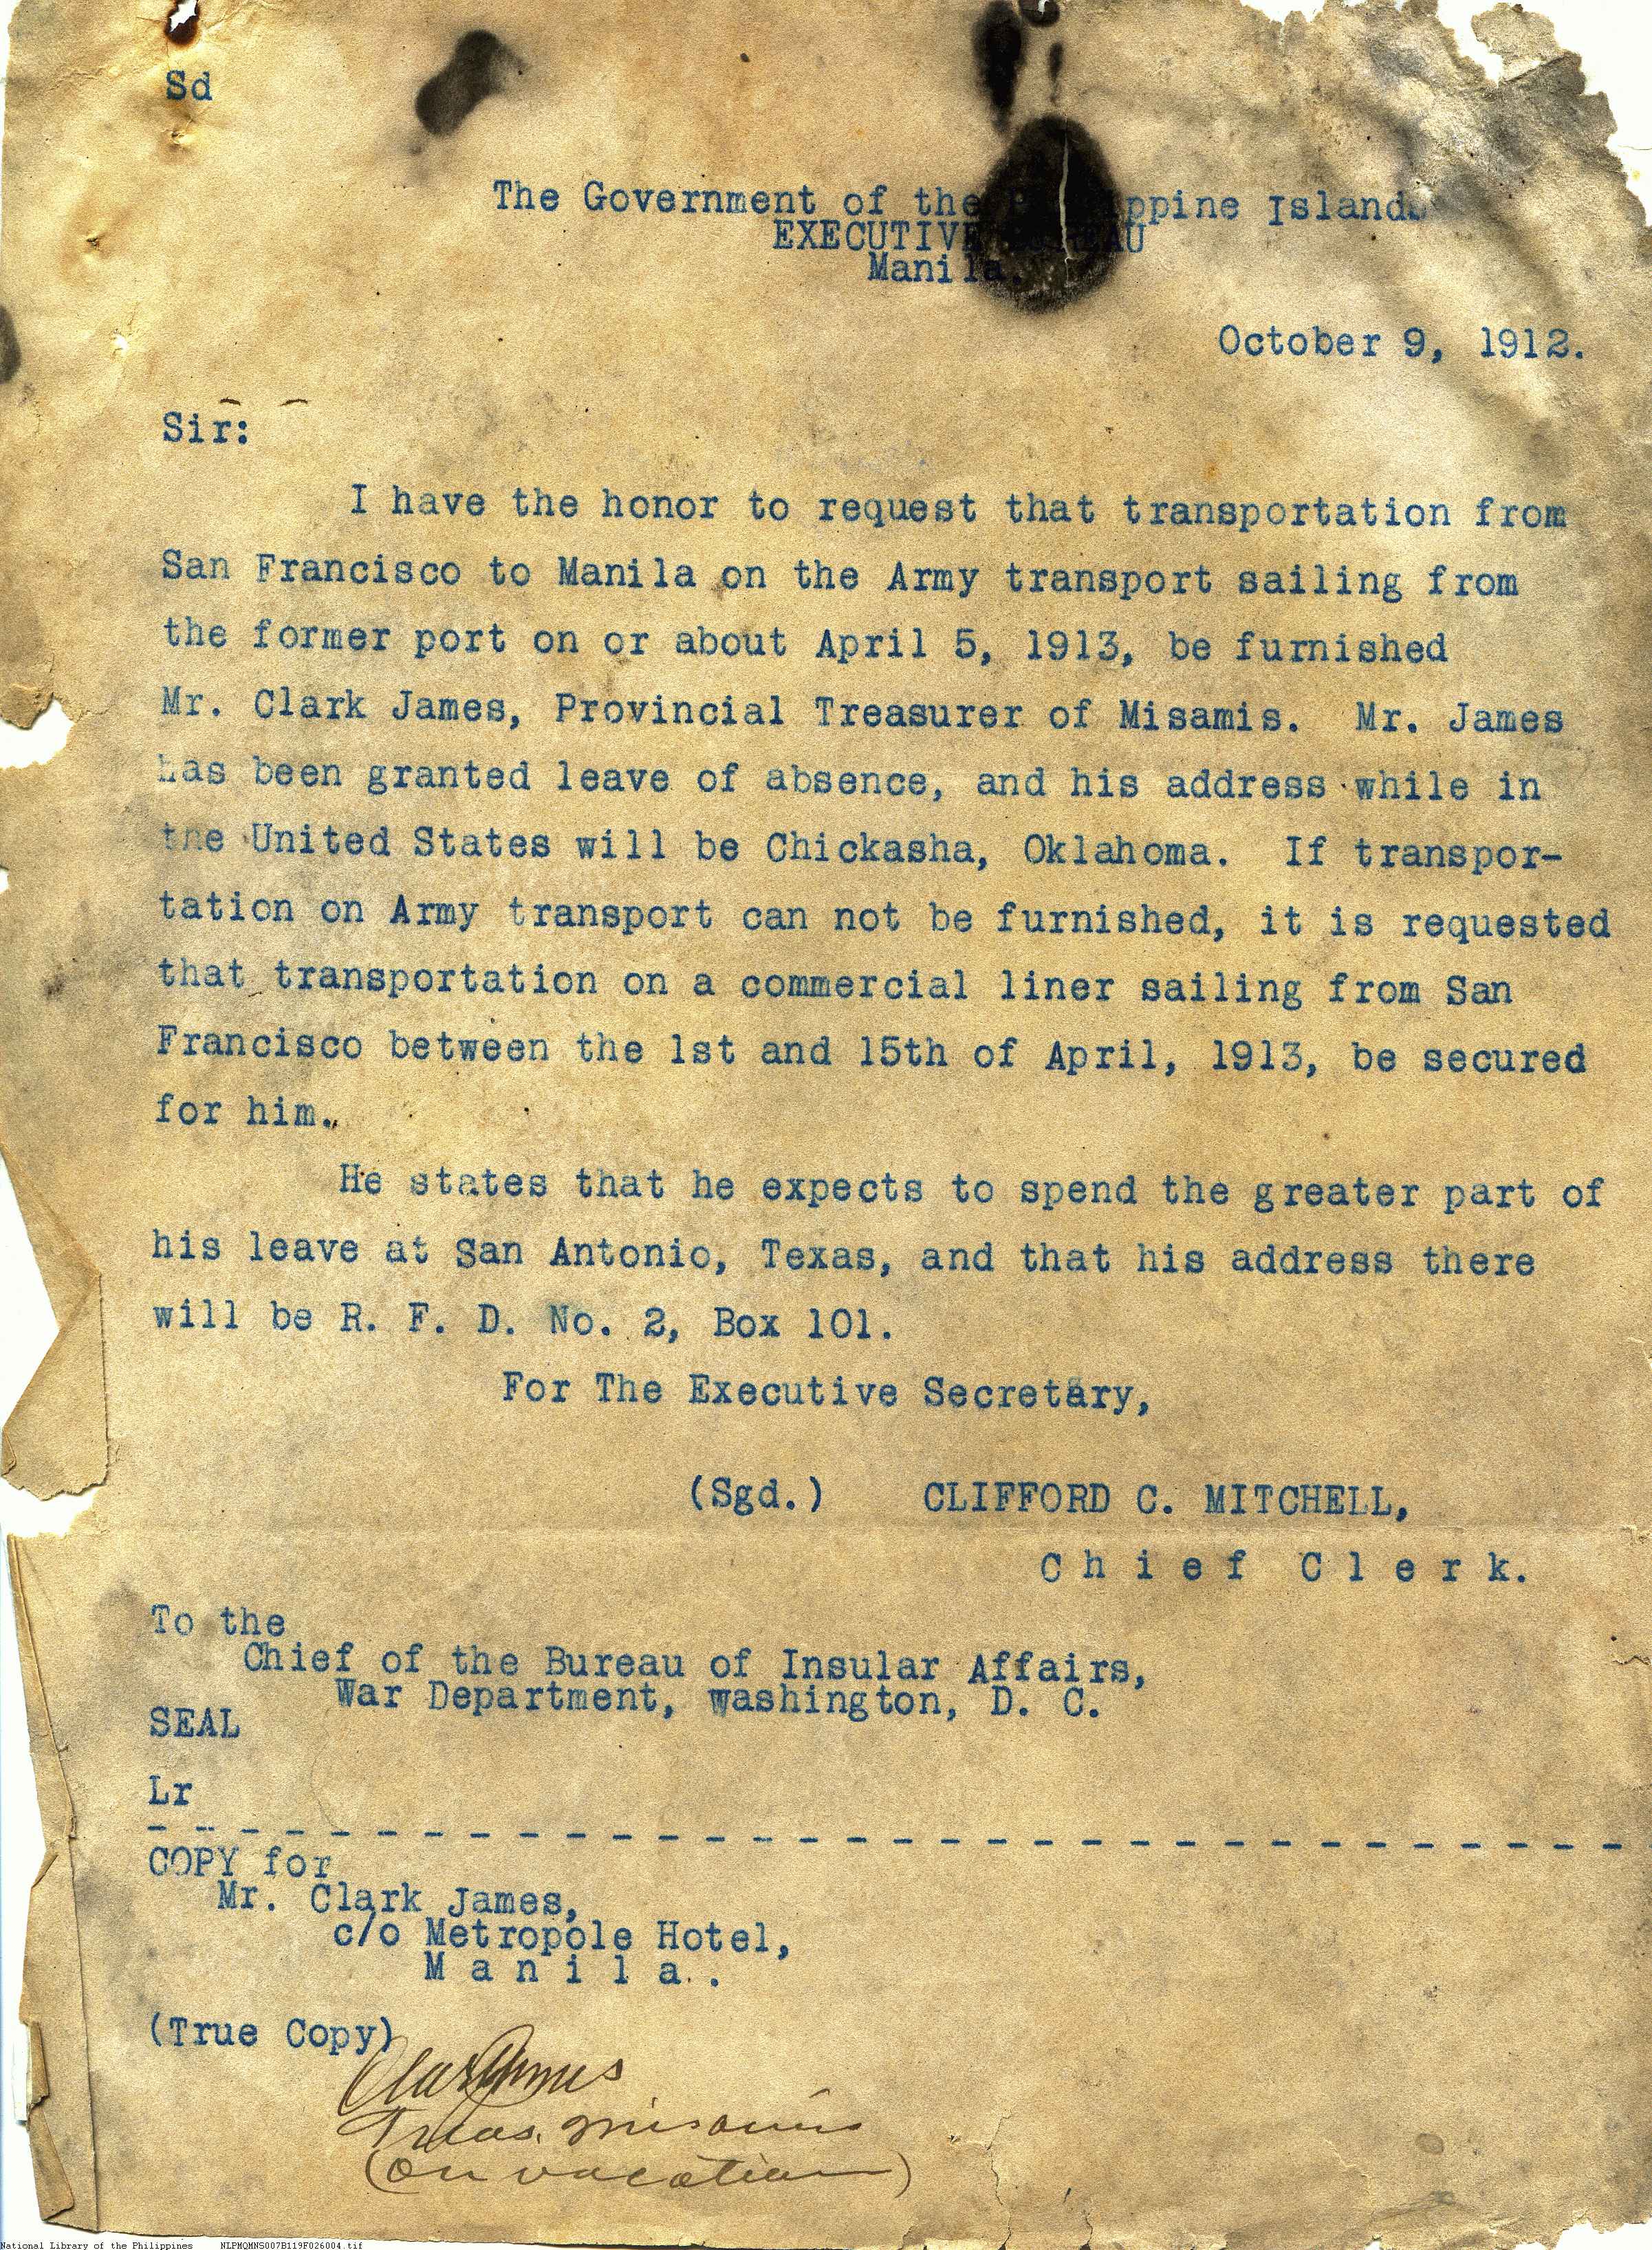 Sd
The Government of the Philippine Islands
EXECUTIVE BUREAU
Manila.
October 9, 1912.
Sir:
I have the honor to request that transportation from
San Francisco to Manila on the Army transport sailing from
the former port on or about April 5, 1913, be furnished
Mr. Clark James, Provincial Treasurer of Misamis. Mr. James
has been granted leave of absence, and his address while in
the United States will be Chickasha, Oklahoma. If transpor-
tation on Army transport can not be furnished, it is requested
that transportation on a commercial liner sailing from San
Francisco between the 1st and 15th of April, 1913, be secured
for him.
He states that he expects to spend the greater part of
his leave at San Antonio, Texas, and that his address there
will be R. F. D. No. 2, Box 101.
For The Executive Secretary,
(Sgd.) CLIFFORD C. MITCHELL,
Chief Clerk.
To the
Chief of the Bureau of Insular Affairs,
War Department, Washington, D. C.
SEAL
Lr
- - - - - - - - - - - - - - - - - - - - - - - - - - - - - - - -
COPY for
Mr. Clark James,
c/o Metropole Hotel,
Manila.
(True Copy)
Clark James
Treas. Misamis
(On vacation)
National Library of the Philippines NLPMQMNS007B119F026004.tif